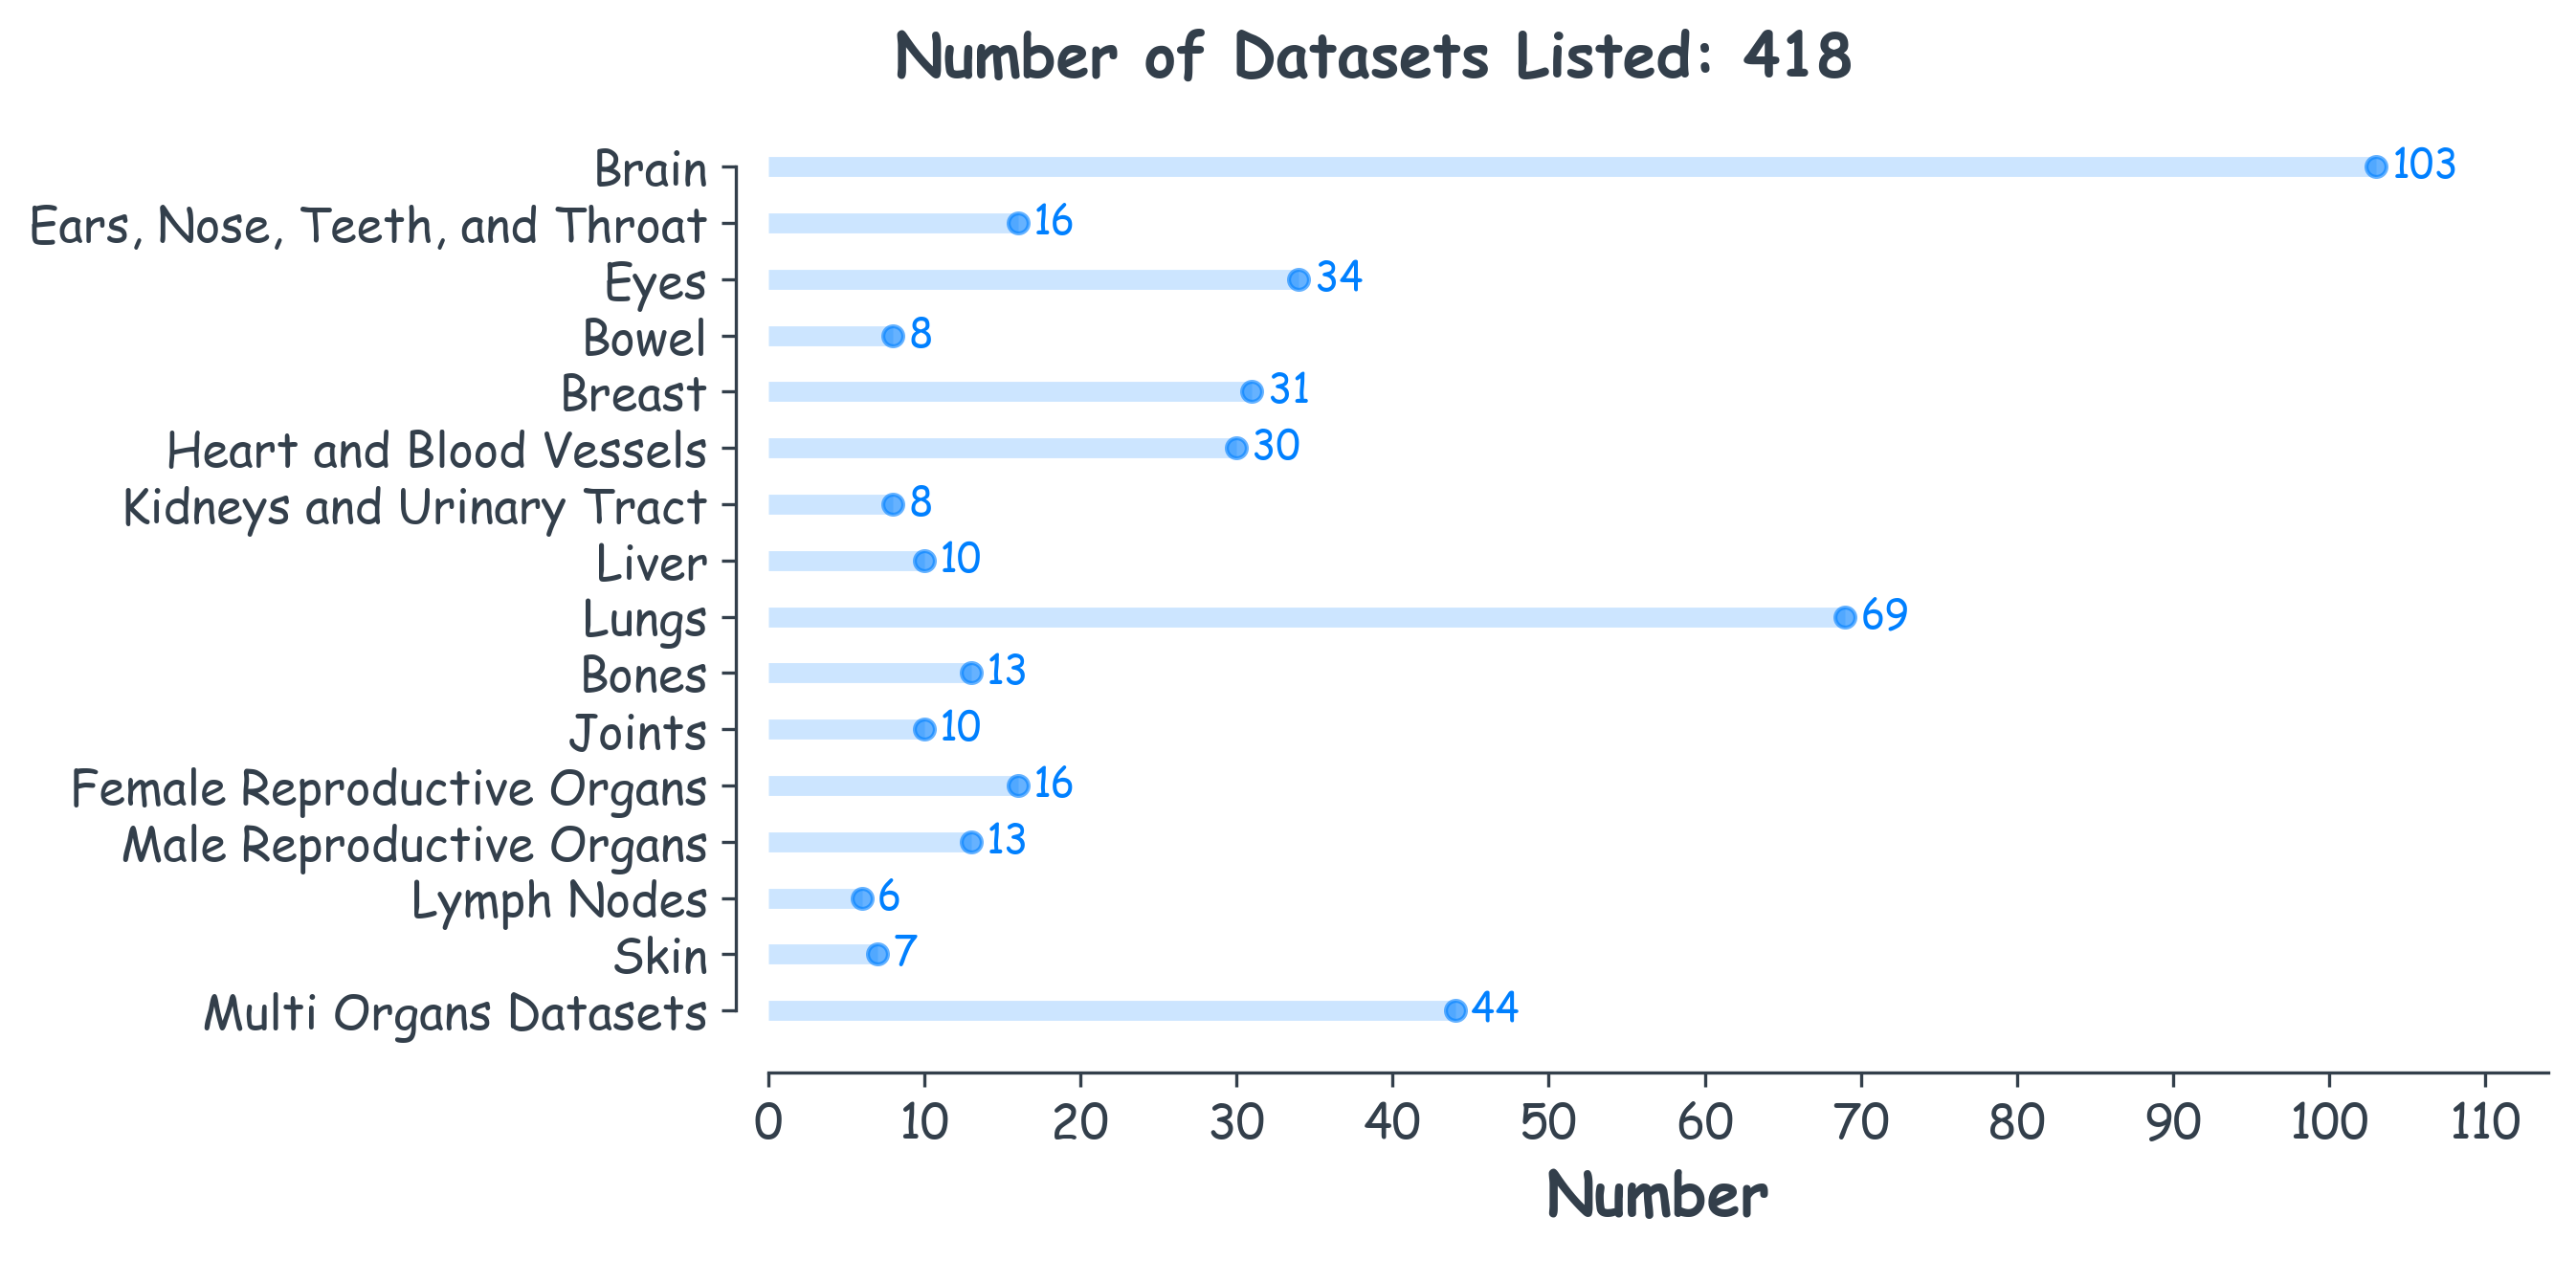 Number of Datasets Listed: 418
Brain 103
Ears, Nose, Teeth, and Throat 16
Eyes 34
Bowel 8
Breast 31
Heart and Blood Vessels 30
Kidneys and Urinary Tract 8
Liver 10
Lungs 69
Bones 13
Joints 10
Female Reproductive Organs 16
Male Reproductive Organs 13
Lymph Nodes 6
Skin 7
Multi Organs Datasets 44
0 10 20 30 40 50 60 70 80 90 100 110
Number